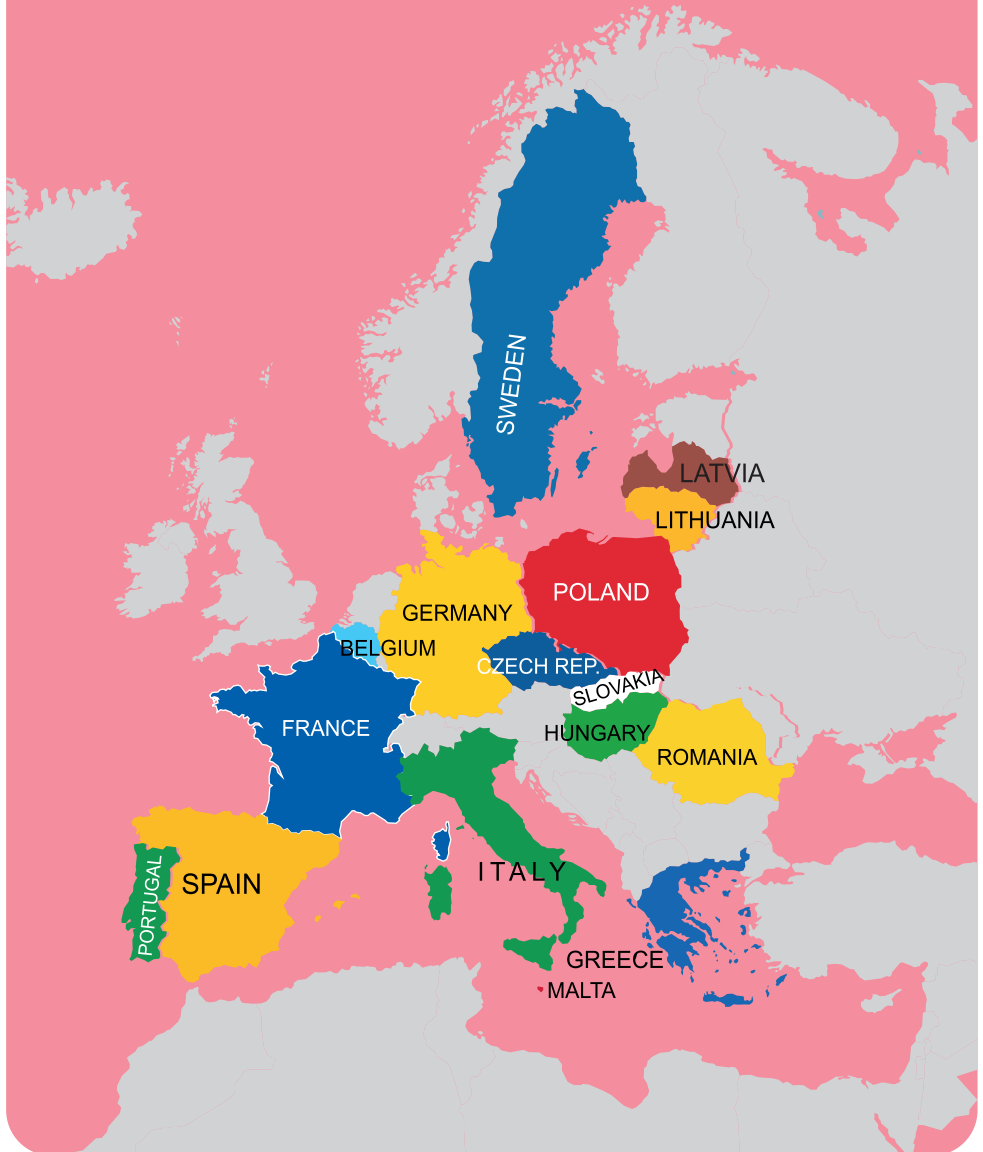 SWEDEN
LATVIA
LITHUANIA
POLAND
GERMANY
BELGIUM
CZECH REP.
SLOVAKIA
FRANCE
HUNGARY
ROMANIA
ITALY
SPAIN
PORTUGAL
GREECE
MALTA